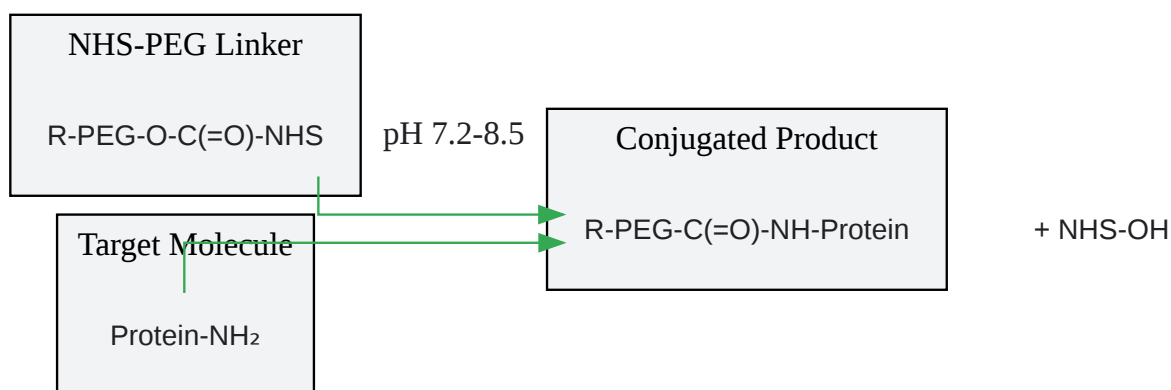 NHS-PEG Linker
R-PEG-O-C(=O)-NHS
pH 7.2-8.5
Target Molecule
Protein-NH₂
Conjugated Product
R-PEG-C(=O)-NH-Protein
+ NHS-OH